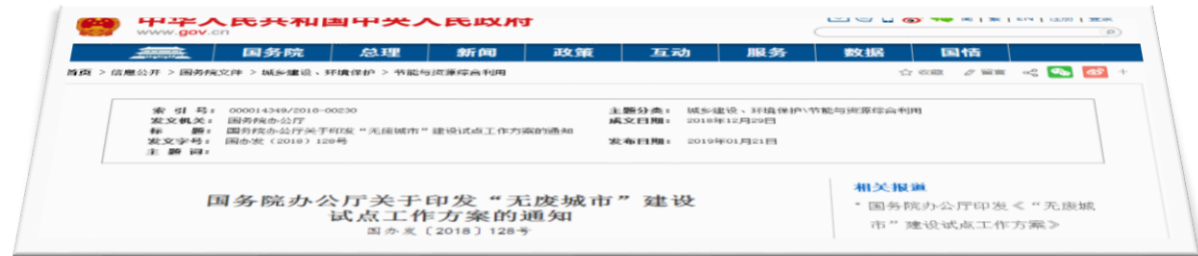 中华人民共和国中央人民政府
www.gov.cn
简 | 繁 | EN | 注册 | 登录
国务院 总理 新闻 政策 互动 服务 数据 国情
首页 > 信息公开 > 国务院文件 > 城乡建设、环境保护 > 节能与资源综合利用
收藏 留言
索 引 号: 000014349/2018-00230 主题分类: 城乡建设、环境保护\节能与资源综合利用
发文机关: 国务院办公厅 成文日期: 2018年12月29日
标 题: 国务院办公厅关于印发“无废城市”建设试点工作方案的通知
发文字号: 国办发〔2018〕128号 发布日期: 2019年01月21日
主 题 词:
国务院办公厅关于印发“无废城市”建设
试点工作方案的通知
国办发〔2018〕128号
相关报道
* 国务院办公厅印发《“无废城
市”建设试点工作方案》